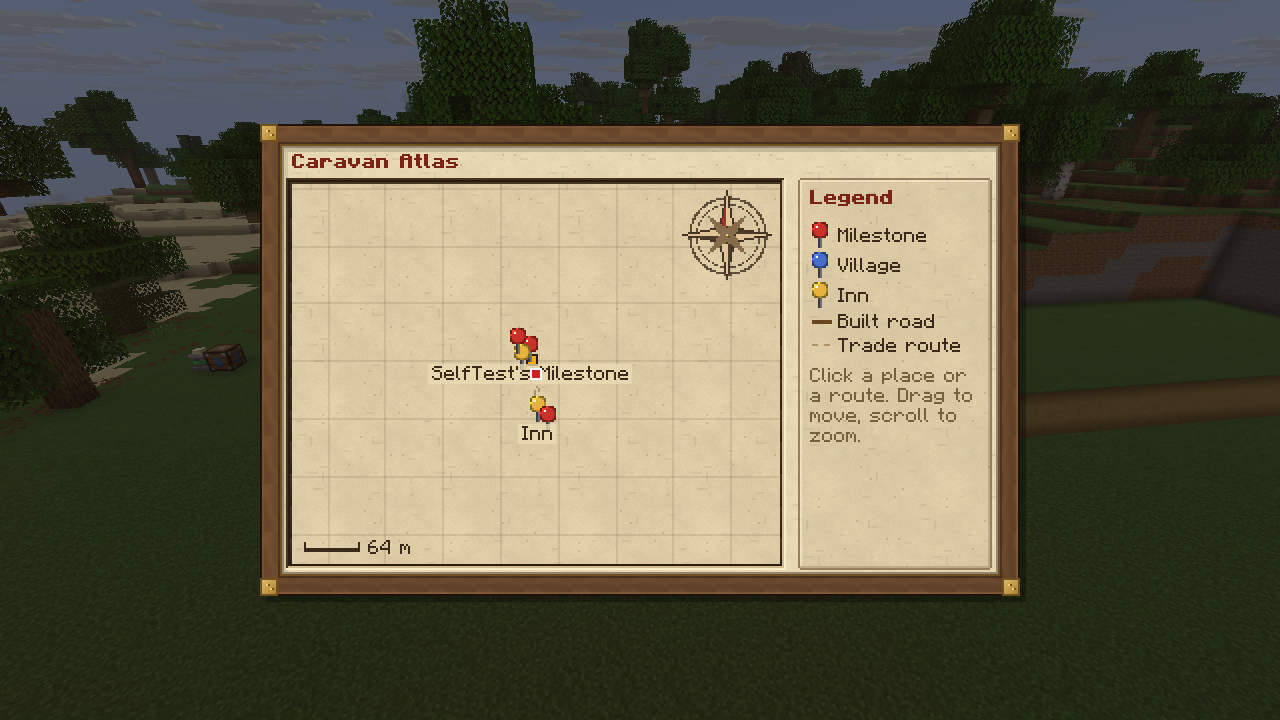 Caravan Atlas
SelfTest's Milestone
Inn
64 m
Legend
Milestone
Village
Inn
Built road
Trade route
Click a place or
a route. Drag to
move, scroll to
zoom.